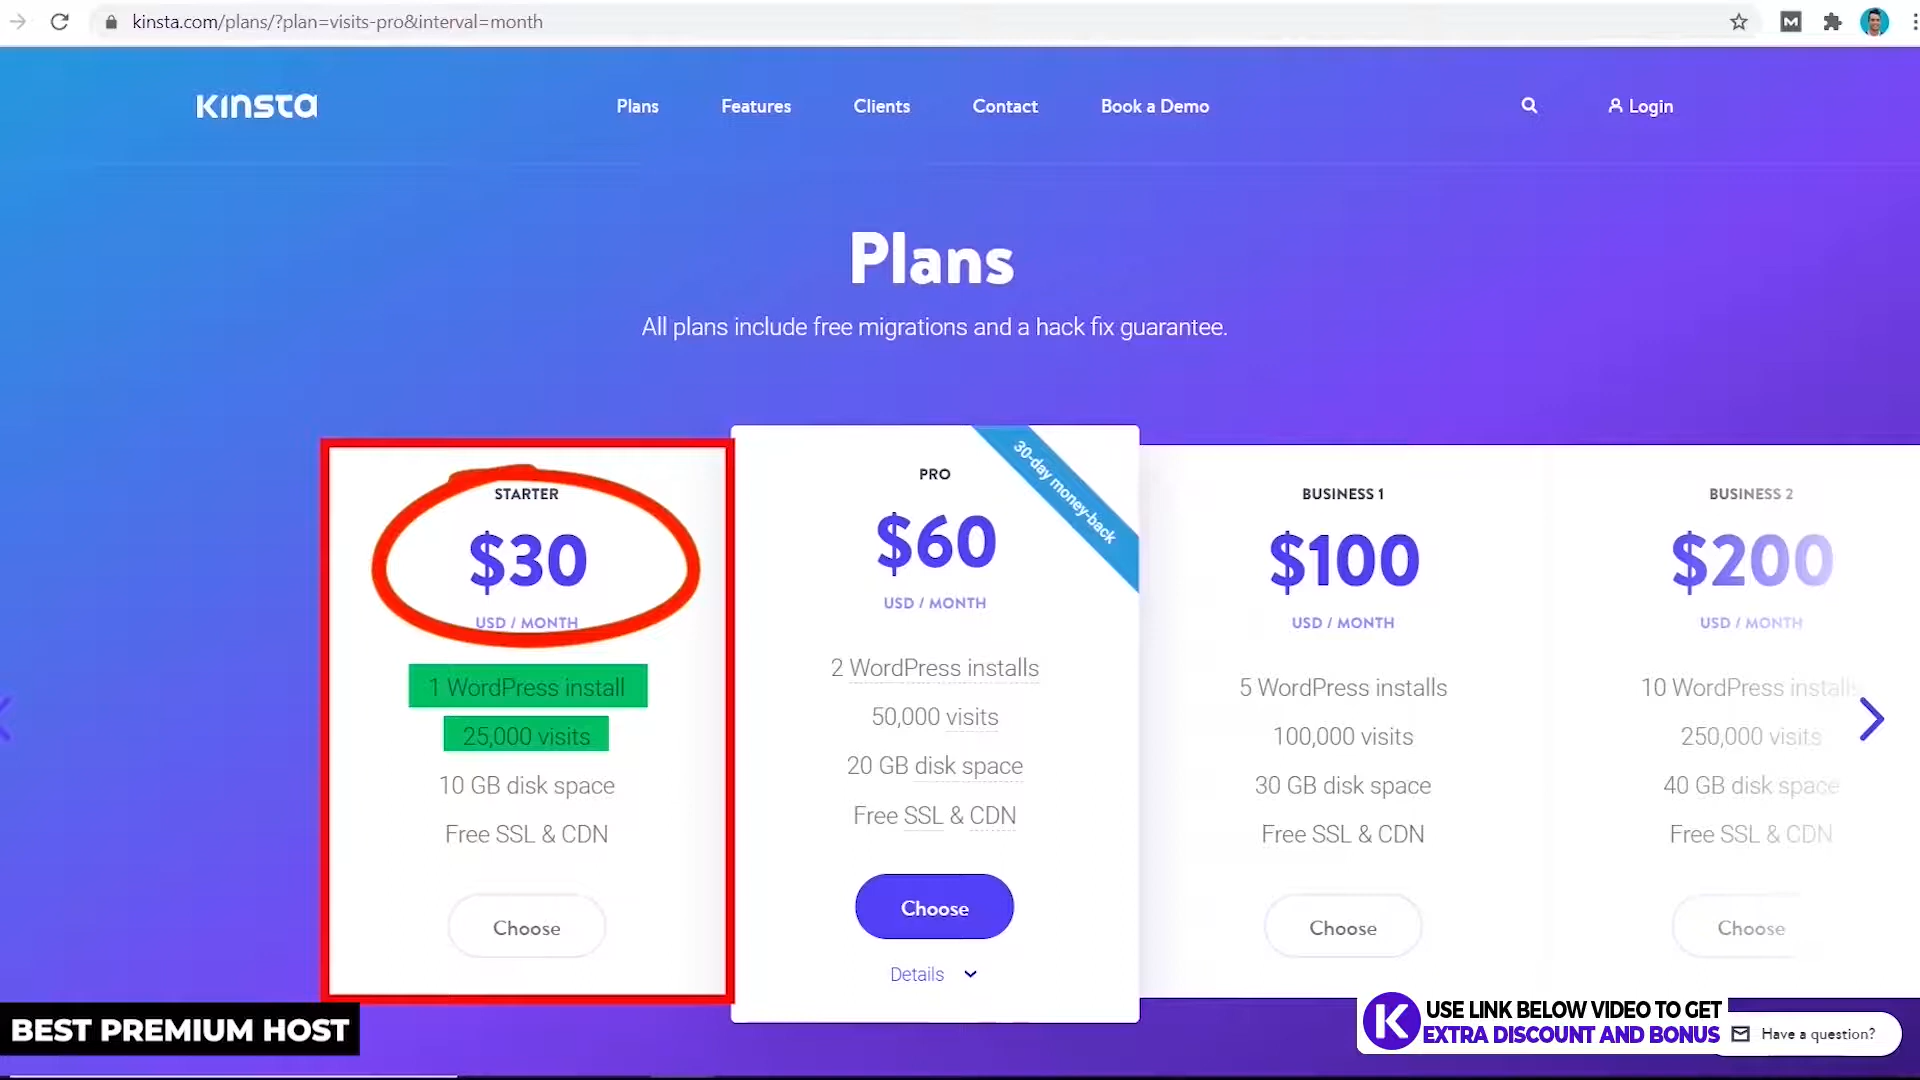 kinsta.com/plans/?plan=visits-pro&interval=month
M
KINSTA
Plans
Features
Clients
Contact
Book a Demo
Login
Plans
All plans include free migrations and a hack fix guarantee.
STARTER
$30
USD / MONTH
1 WordPress install
25,000 visits
10 GB disk space
Free SSL & CDN
Choose
30-day money-back
PRO
$60
USD / MONTH
2 WordPress installs
50,000 visits
20 GB disk space
Free SSL & CDN
Choose
Details
BUSINESS 1
$100
USD / MONTH
5 WordPress installs
100,000 visits
30 GB disk space
Free SSL & CDN
Choose
BUSINESS 2
$200
USD / MONTH
10 WordPress installs
250,000 visits
40 GB disk space
Free SSL & CDN
Choose
BEST PREMIUM HOST
K
USE LINK BELOW VIDEO TO GET
EXTRA DISCOUNT AND BONUS
Have a question?